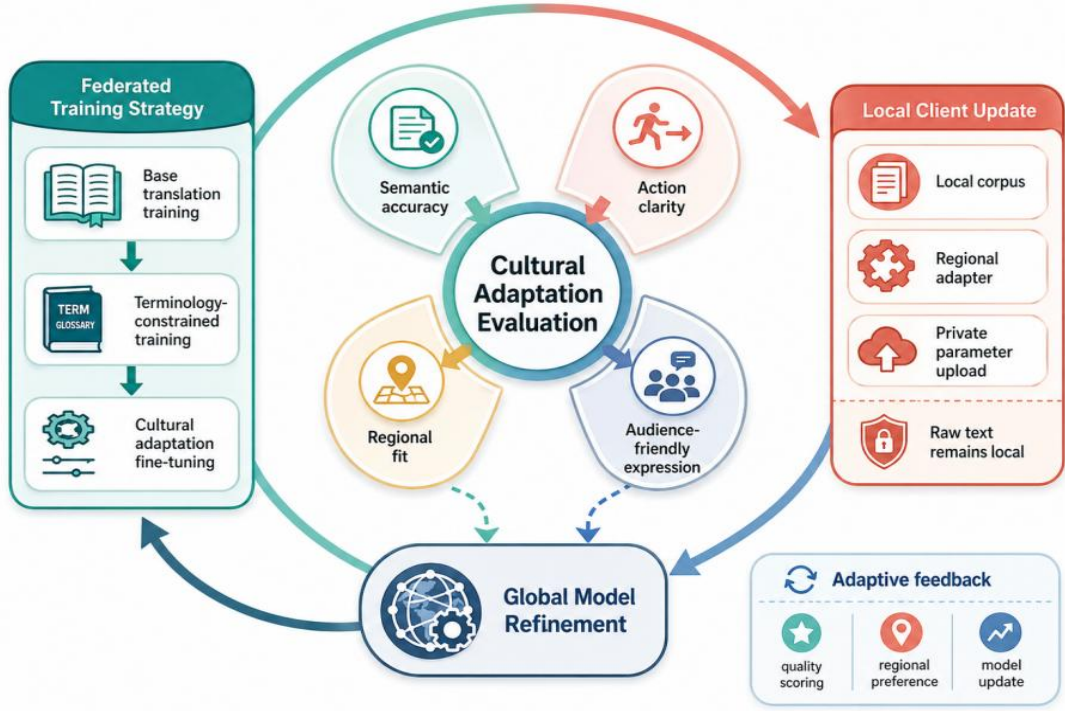 Federated
Training Strategy
Base
translation
training
TERM
GLOSSARY
Terminology-
constrained
training
Cultural
adaptation
fine-tuning
Semantic
accuracy
Action
clarity
Cultural
Adaptation
Evaluation
Regional
fit
Audience-
friendly
expression
Global Model
Refinement
Local Client Update
Local corpus
Regional
adapter
Private
parameter
upload
Raw text
remains local
Adaptive feedback
quality
scoring
regional
preference
model
update